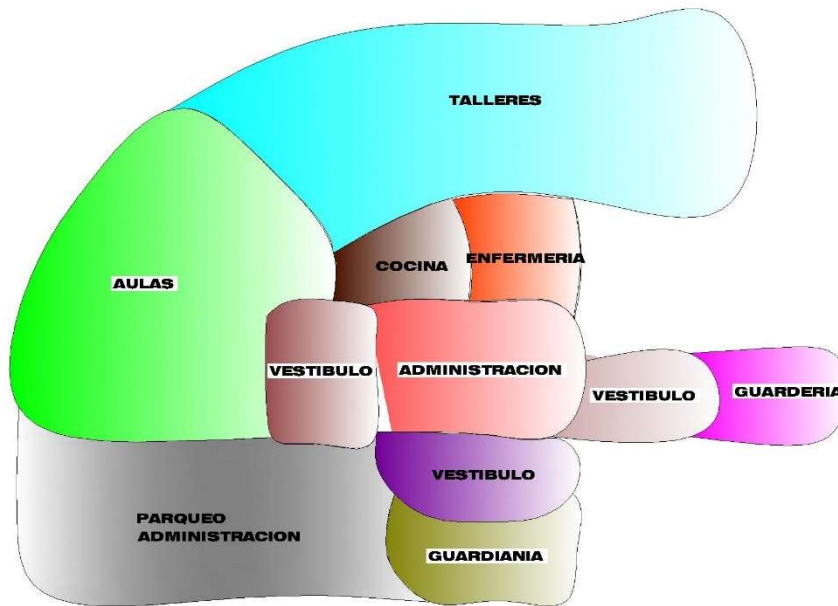 TALLERES
COCINA
ENFERMERIA
AULAS
VESTIBULO
ADMINISTRACION
VESTIBULO
GUARDERIA
VESTIBULO
PARQUEO
ADMINISTRACION
GUARDIANIA